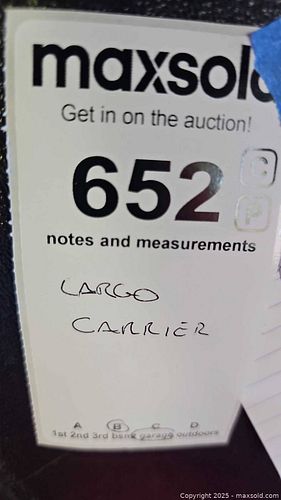 maxsold
Get in on the auction!
652
C
P
notes and measurements
LARGO
CARRIER
A B C D
1st 2nd 3rd bsmt garage outdoors
Copyright 2025 - maxsold.com